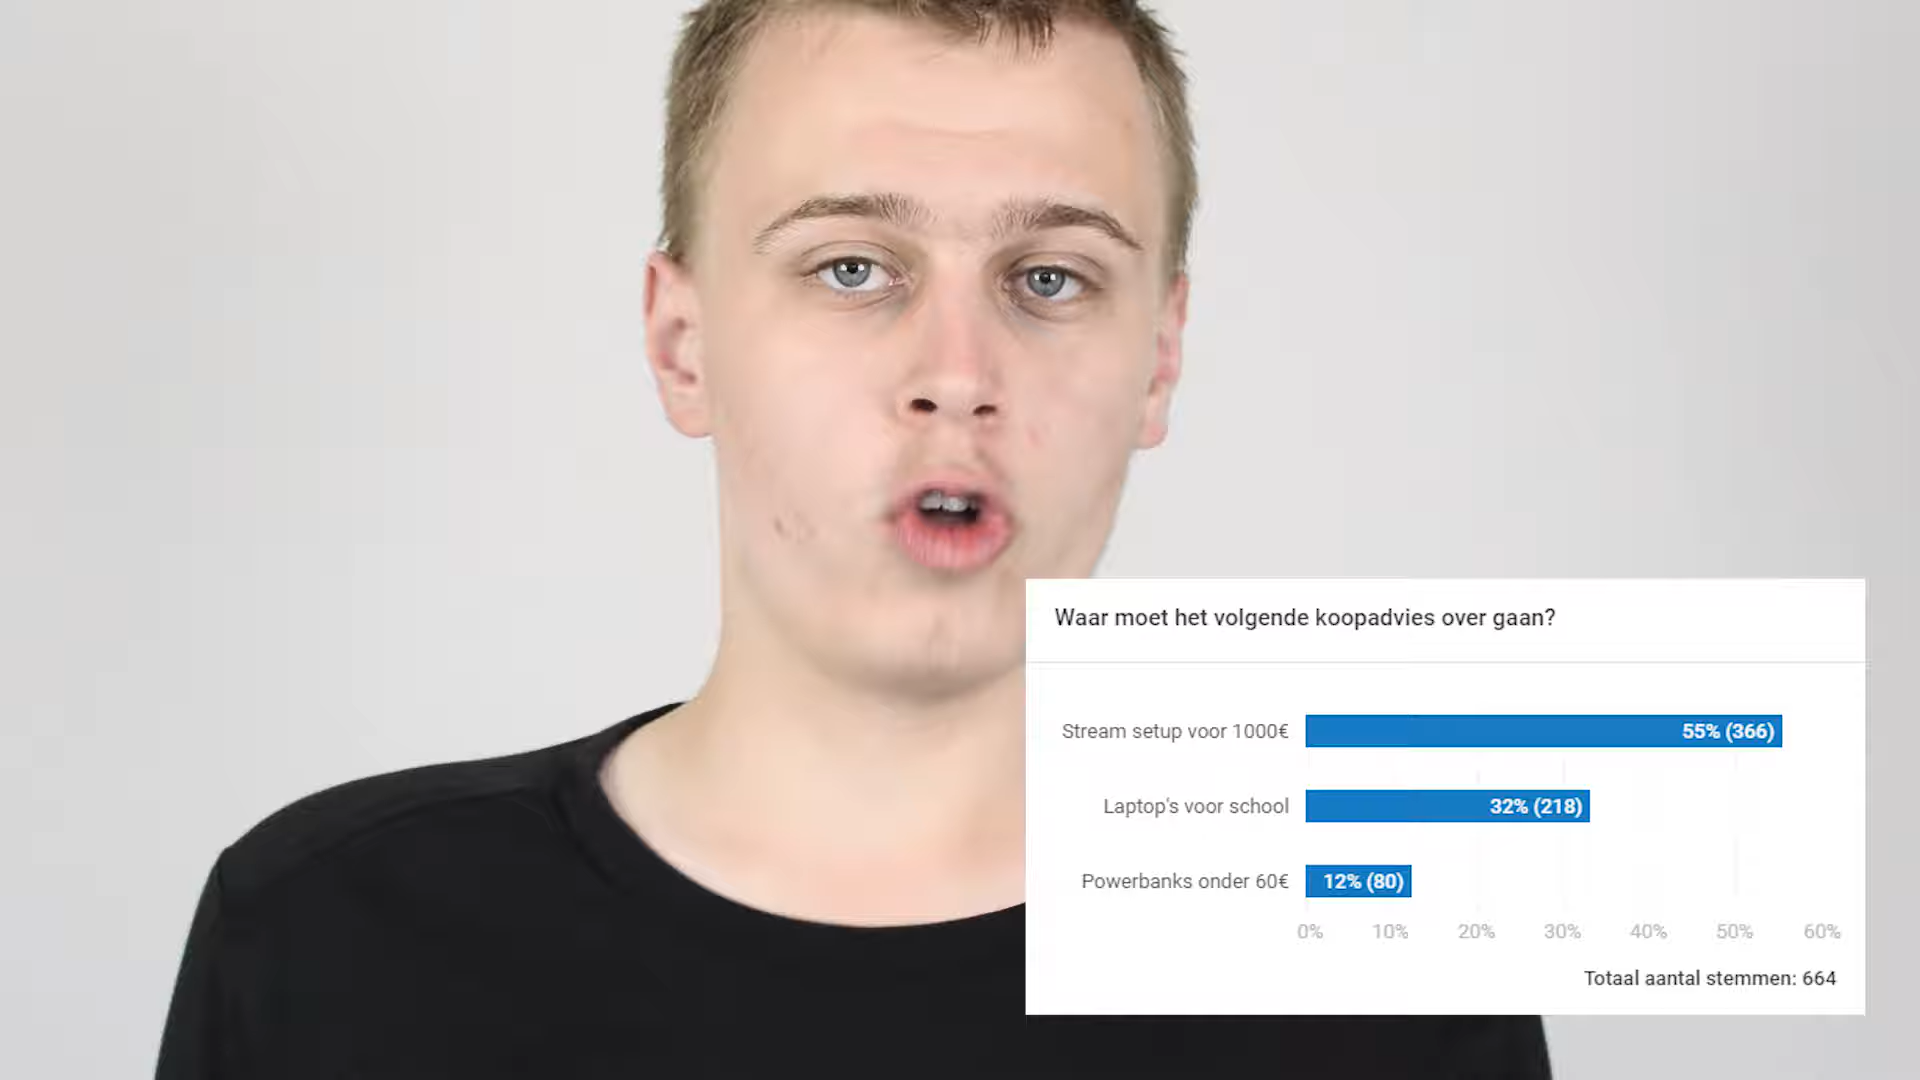 Waar moet het volgende koopadvies over gaan?
Stream setup voor 1000€ 55% (366)
Laptop's voor school 32% (218)
Powerbanks onder 60€ 12% (80)
0% 10% 20% 30% 40% 50% 60%
Totaal aantal stemmen: 664